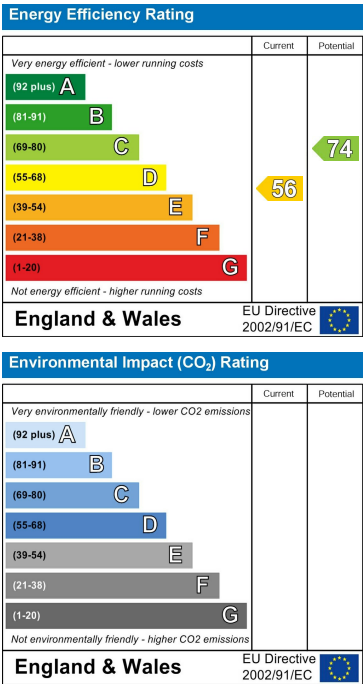 Energy Efficiency Rating
Current Potential
Very energy efficient - lower running costs
(92 plus) A
(81-91) B
(69-80) C
74
(55-68) D
56
(39-54) E
(21-38) F
(1-20) G
Not energy efficient - higher running costs
England & Wales
EU Directive
2002/91/EC
Environmental Impact (CO₂) Rating
Current Potential
Very environmentally friendly - lower CO2 emissions
(92 plus) A
(81-91) B
(69-80) C
(55-68) D
(39-54) E
(21-38) F
(1-20) G
Not environmentally friendly - higher CO2 emissions
England & Wales
EU Directive
2002/91/EC